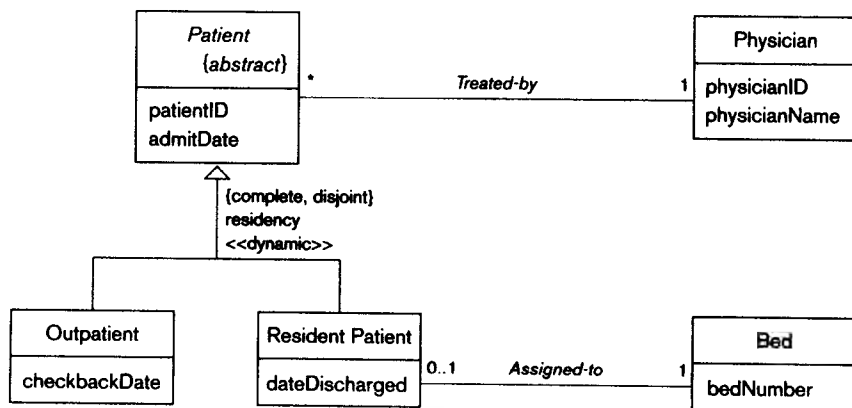 Patient
{abstract}
patientID
admitDate
* Treated-by 1
Physician
physicianID
physicianName
{complete, disjoint}
residency
<<dynamic>>
Outpatient
checkbackDate
Resident Patient
dateDischarged
0..1 Assigned-to 1
Bed
bedNumber